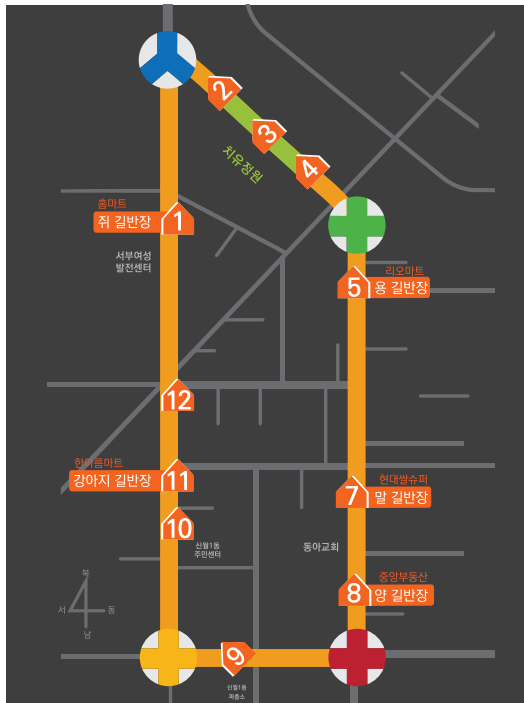 2
3
4
치유정원
홈마트
쥐 길반장 1
서부여성
발전센터
리오마트
5 용 길반장
12
한아름마트
강아지 길반장 11
현대쌀슈퍼
7 말 길반장
10
신월1동
주민센터
동아교회
중앙부동산
8 양 길반장
북
서 동
남
9
신월1동
파출소